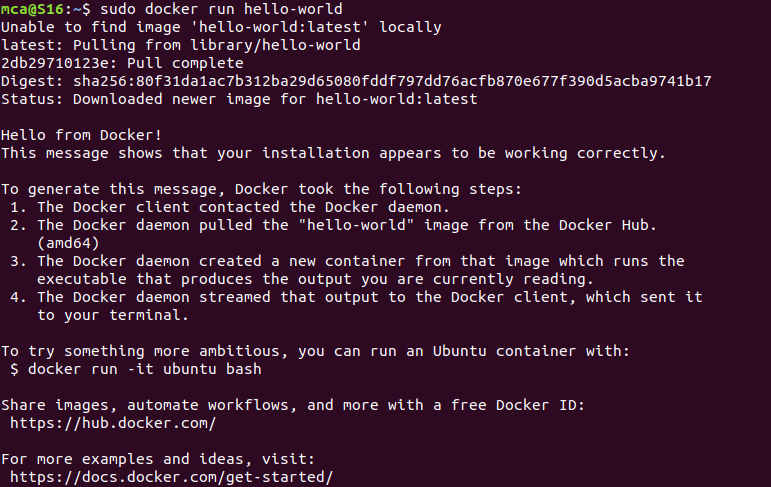 mca@S16:~$ sudo docker run hello-world
Unable to find image 'hello-world:latest' locally
latest: Pulling from library/hello-world
2db29710123e: Pull complete
Digest: sha256:80f31da1ac7b312ba29d65080fddf797dd76acfb870e677f390d5acba9741b17
Status: Downloaded newer image for hello-world:latest
Hello from Docker!
This message shows that your installation appears to be working correctly.
To generate this message, Docker took the following steps:
1. The Docker client contacted the Docker daemon.
2. The Docker daemon pulled the "hello-world" image from the Docker Hub.
(amd64)
3. The Docker daemon created a new container from that image which runs the
executable that produces the output you are currently reading.
4. The Docker daemon streamed that output to the Docker client, which sent it
to your terminal.
To try something more ambitious, you can run an Ubuntu container with:
$ docker run -it ubuntu bash
Share images, automate workflows, and more with a free Docker ID:
https://hub.docker.com/
For more examples and ideas, visit:
https://docs.docker.com/get-started/